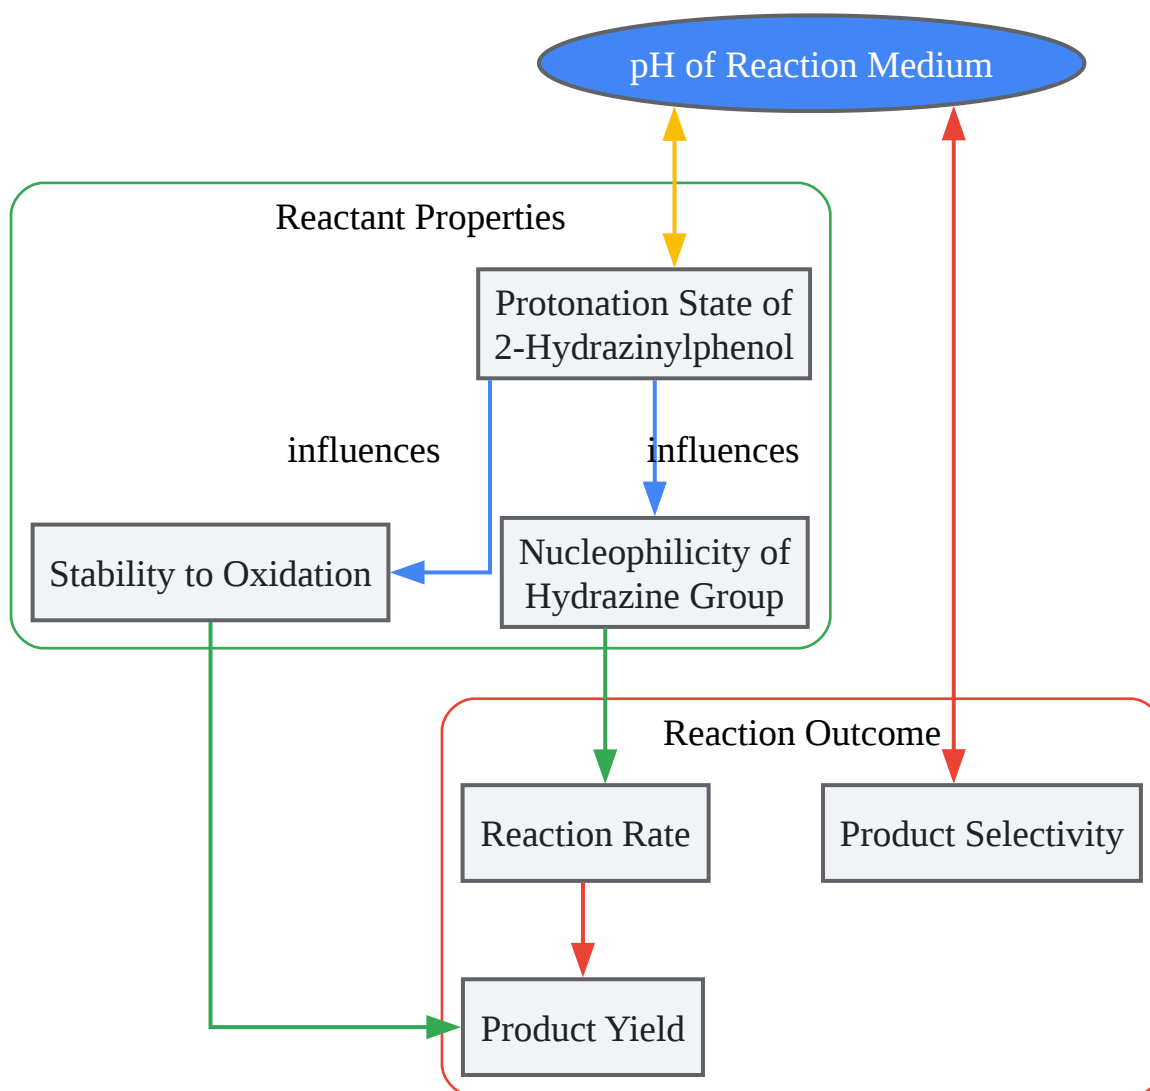 pH of Reaction Medium
Reactant Properties
Protonation State of
2-Hydrazinylphenol
influences
influences
Stability to Oxidation
Nucleophilicity of
Hydrazine Group
Reaction Outcome
Reaction Rate
Product Selectivity
Product Yield